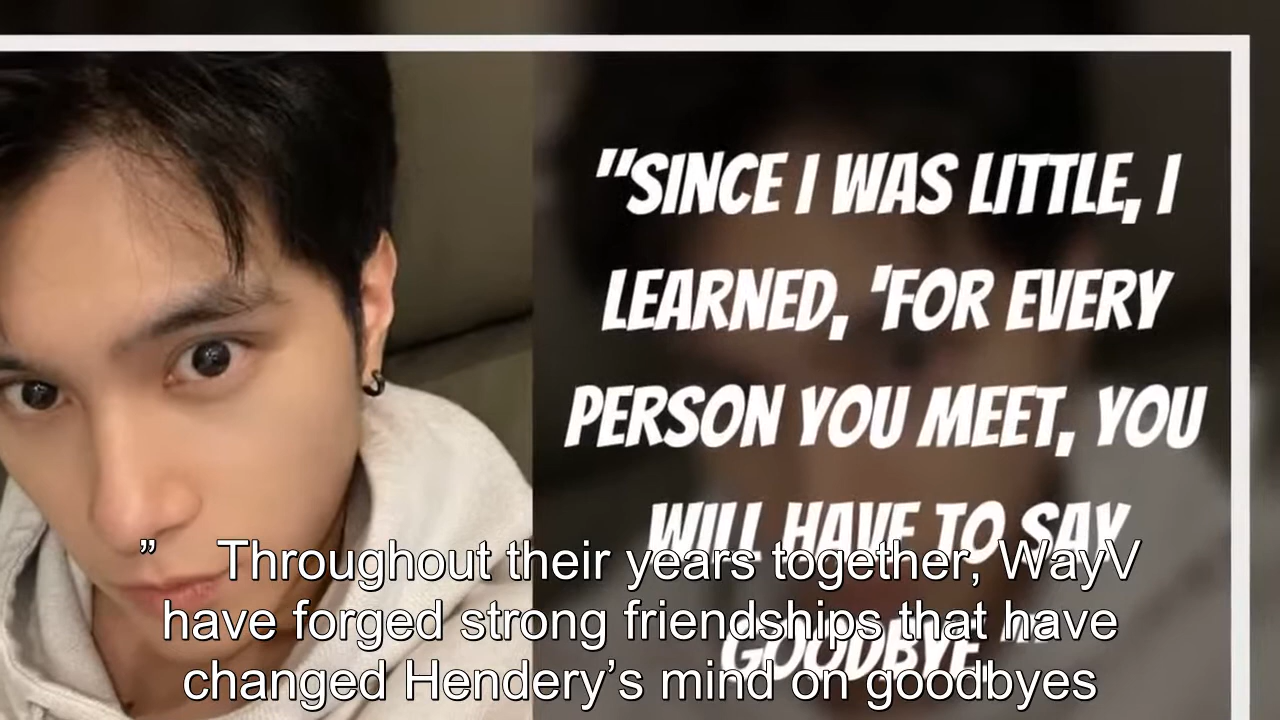 "SINCE I WAS LITTLE, I
LEARNED, 'FOR EVERY
PERSON YOU MEET, YOU
WILL HAVE TO SAY
GOODBYE'"
”   Throughout their years together, WayV
have forged strong friendships that have
changed Hendery’s mind on goodbyes